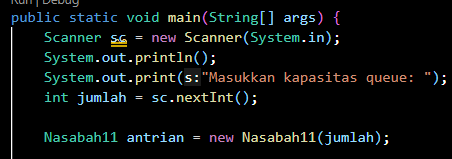 Run | Debug
public static void main(String[] args) {
Scanner sc = new Scanner(System.in);
System.out.println();
System.out.print(s:"Masukkan kapasitas queue: ");
int jumlah = sc.nextInt();
Nasabah11 antrian = new Nasabah11(jumlah);